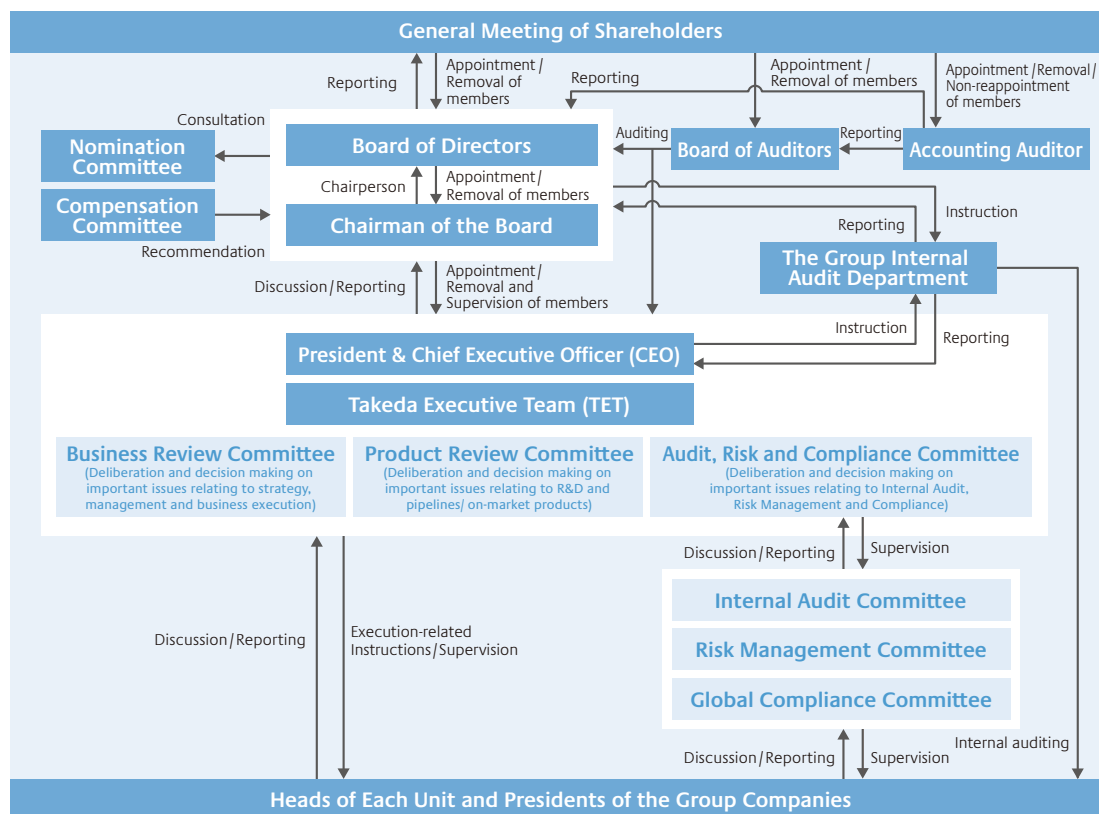 General Meeting of Shareholders
Reporting
Appointment /
Removal of
members
Reporting
Appointment /
Removal of members
Appointment / Removal /
Non-reappointment
of members
Consultation
Nomination
Committee
Board of Directors
Auditing
Board of Auditors
Reporting
Accounting Auditor
Chairperson
Appointment/
Removal of members
Compensation
Committee
Chairman of the Board
Recommendation
Instruction
Reporting
The Group Internal
Audit Department
Discussion / Reporting
Appointment/
Removal and
Supervision of members
Instruction
Reporting
President & Chief Executive Officer (CEO)
Takeda Executive Team (TET)
Business Review Committee
(Deliberation and decision making on
important issues relating to strategy,
management and business execution)
Product Review Committee
(Deliberation and decision making on
important issues relating to R&D and
pipelines/ on-market products)
Audit, Risk and Compliance Committee
(Deliberation and decision making on
important issues relating to Internal Audit,
Risk Management and Compliance)
Discussion / Reporting
Supervision
Internal Audit Committee
Risk Management Committee
Global Compliance Committee
Discussion / Reporting
Execution-related
Instructions / Supervision
Discussion / Reporting
Supervision
Internal auditing
Heads of Each Unit and Presidents of the Group Companies